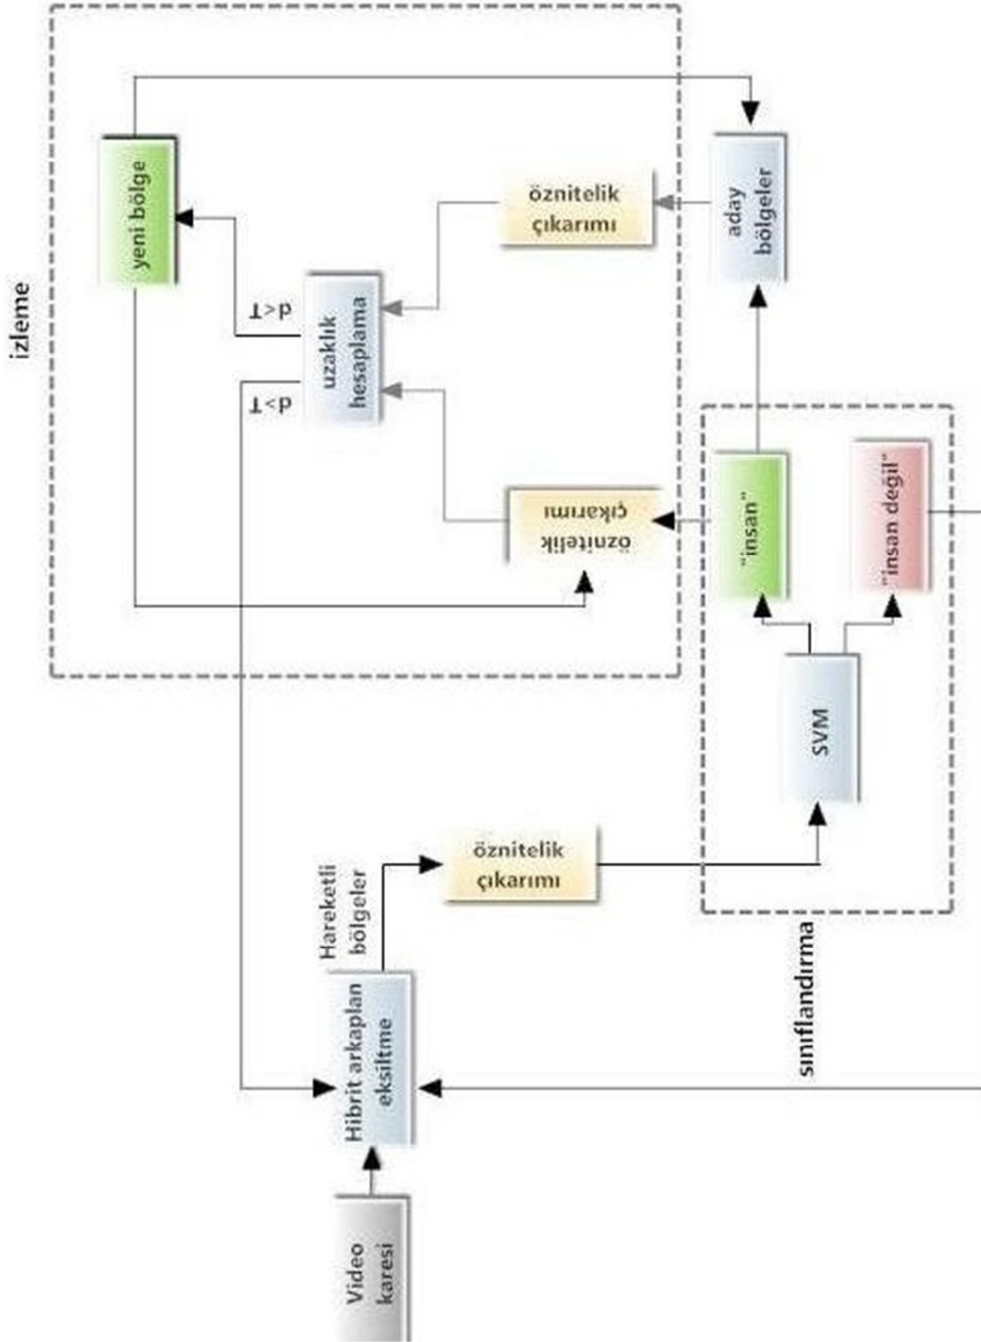 Video
karesi
Hibrit arkaplan
eksiltme
Hareketli
bölgeler
öznitelik
çıkarımı
sınıflandırma
SVM
"insan"
"insan değil"
aday
bölgeler
izleme
öznitelik
çıkarımı
öznitelik
çıkarımı
uzaklık
hesaplama
d>T
d<T
yeni bölge